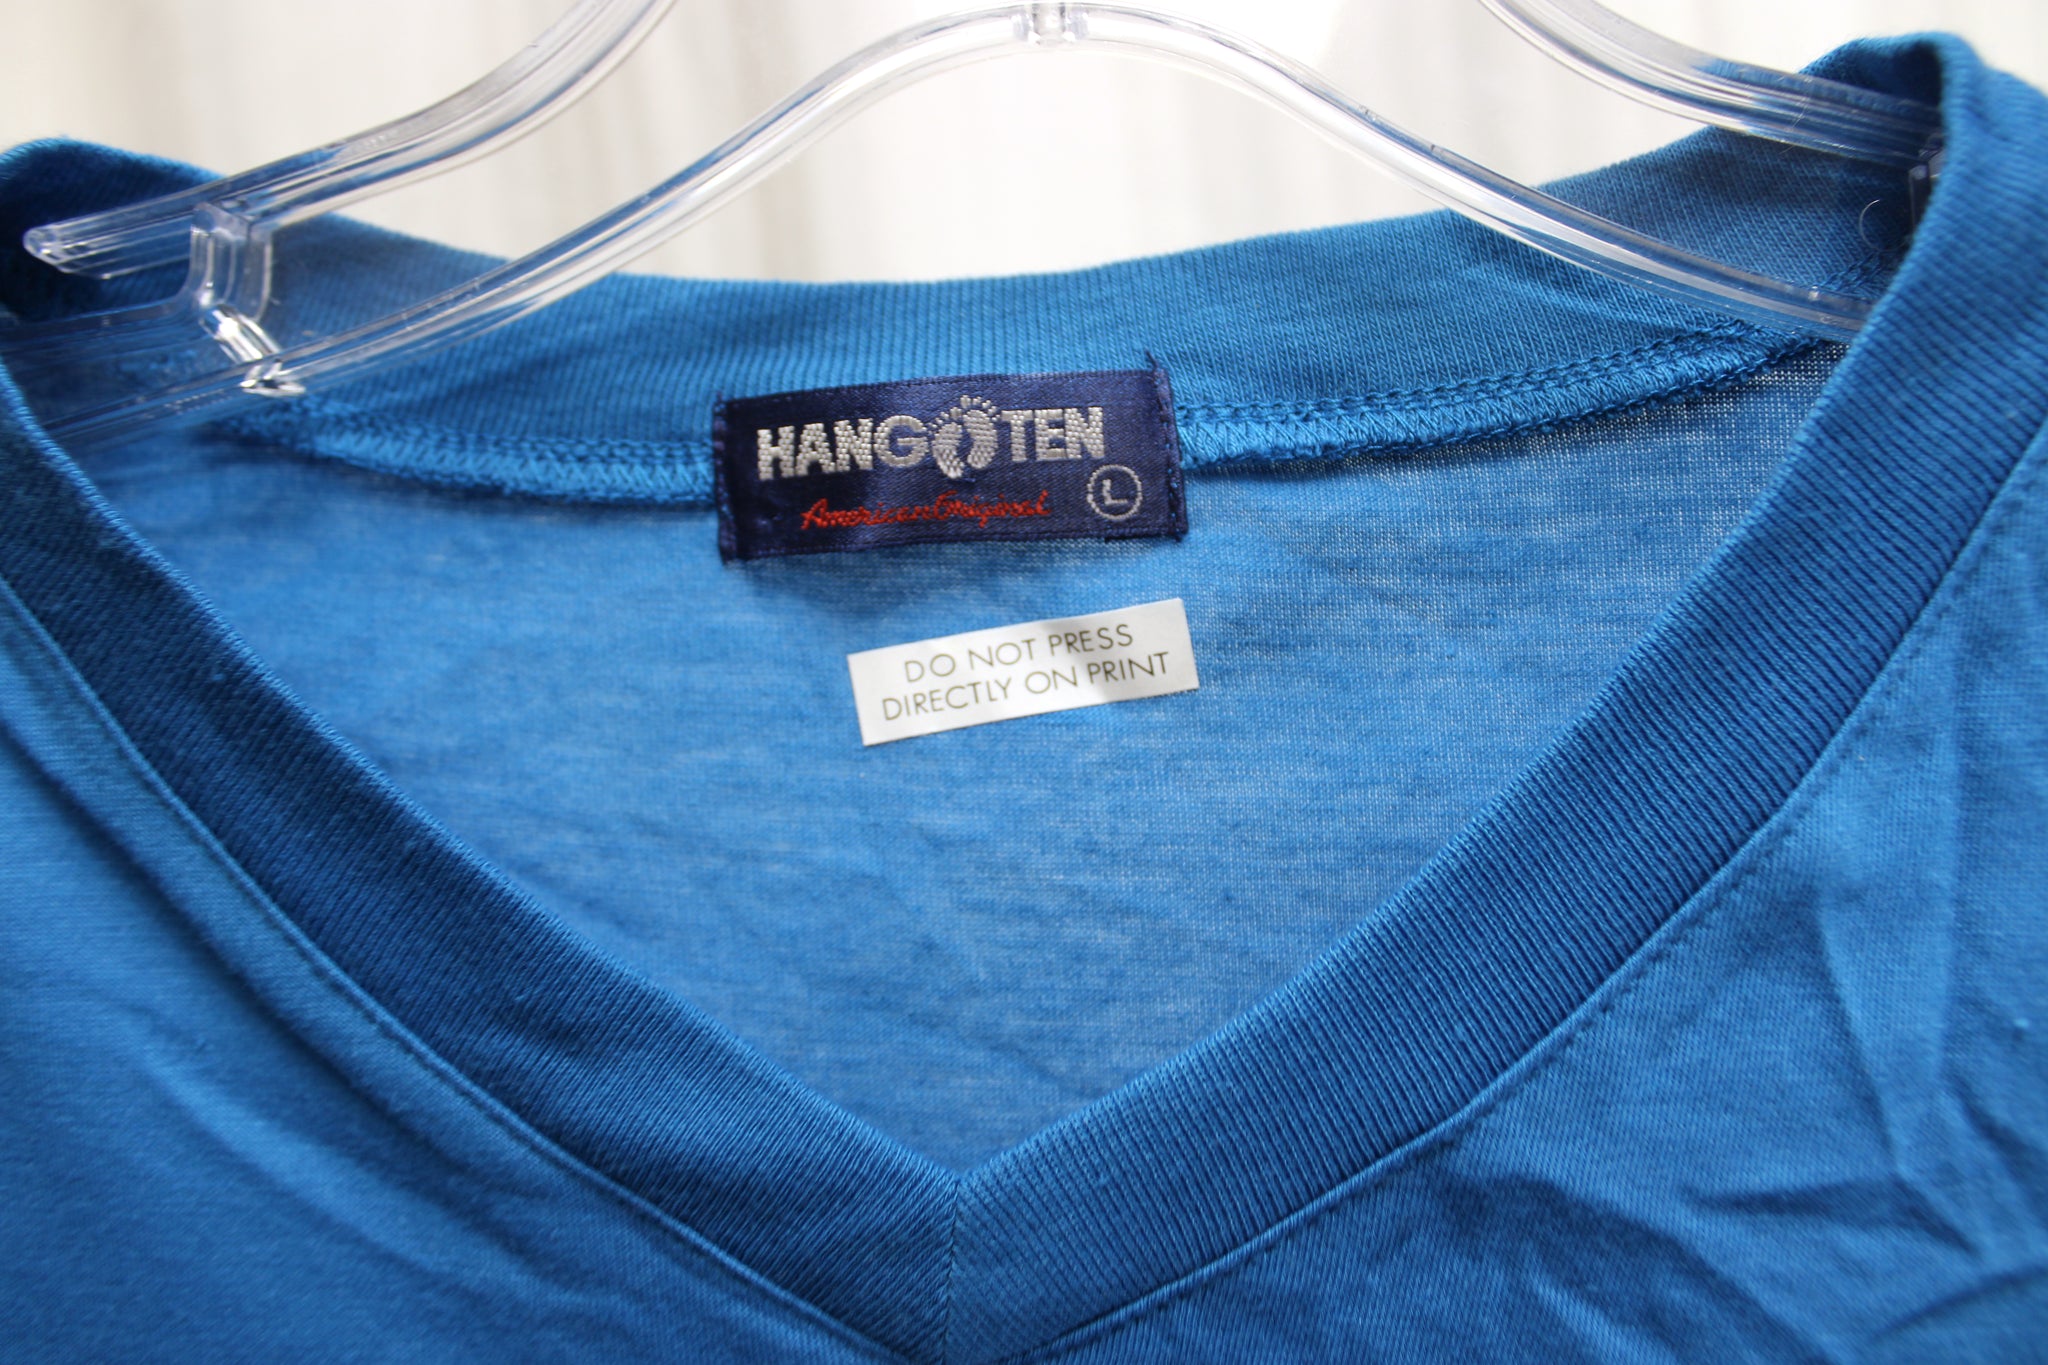 HANG TEN
American Original L
DO NOT PRESS
DIRECTLY ON PRINT